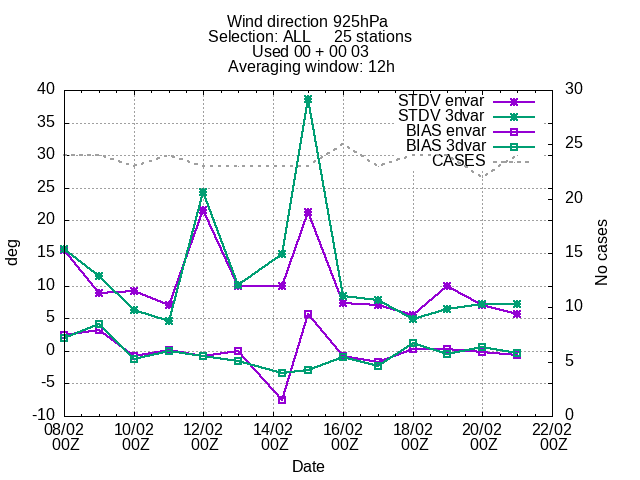 Wind direction 925hPa
Selection: ALL 25 stations
Used 00 + 00 03
Averaging window: 12h
STDV envar
STDV 3dvar
BIAS envar
BIAS 3dvar
CASES
40
35
30
25
20
15
10
5
0
-5
-10
deg
30
25
20
15
10
5
0
No cases
08/02 10/02 12/02 14/02 16/02 18/02 20/02 22/02
00Z 00Z 00Z 00Z 00Z 00Z 00Z 00Z
Date